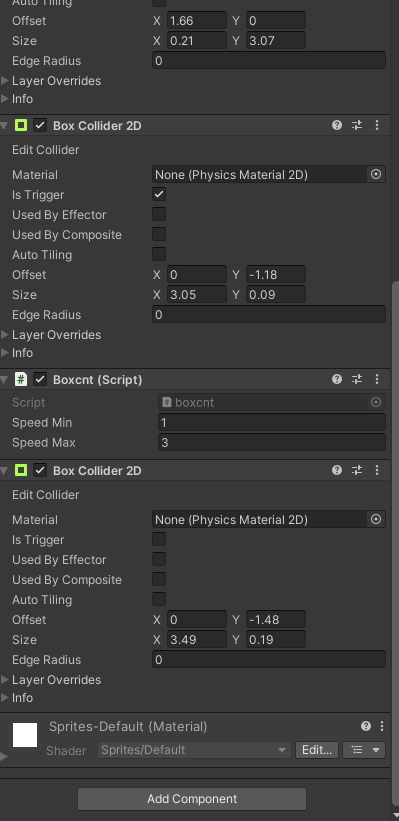 Auto Tiling
Offset X 1.66 Y 0
Size X 0.21 Y 3.07
Edge Radius 0
Layer Overrides
Info
Box Collider 2D
Edit Collider
Material None (Physics Material 2D)
Is Trigger
Used By Effector
Used By Composite
Auto Tiling
Offset X 0 Y -1.18
Size X 3.05 Y 0.09
Edge Radius 0
Layer Overrides
Info
# Boxcnt (Script)
Script # boxcnt
Speed Min 1
Speed Max 3
Box Collider 2D
Edit Collider
Material None (Physics Material 2D)
Is Trigger
Used By Effector
Used By Composite
Auto Tiling
Offset X 0 Y -1.48
Size X 3.49 Y 0.19
Edge Radius 0
Layer Overrides
Info
Sprites-Default (Material)
Shader Sprites/Default Edit...
Add Component